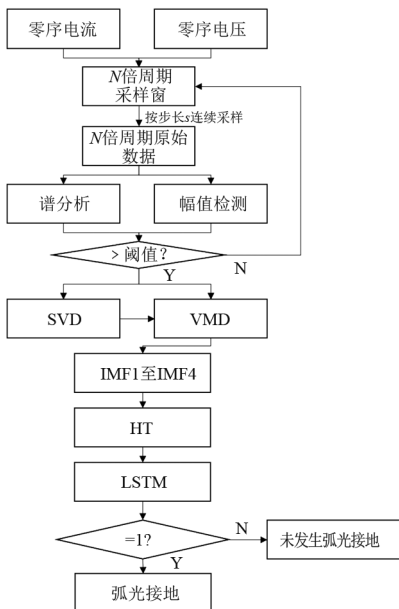 零序电流
零序电压
N倍周期
采样窗
按步长s连续采样
N倍周期原始
数据
谱分析
幅值检测
>阈值？
N
Y
SVD
VMD
IMF1至IMF4
HT
LSTM
=1?
N
未发生弧光接地
Y
弧光接地